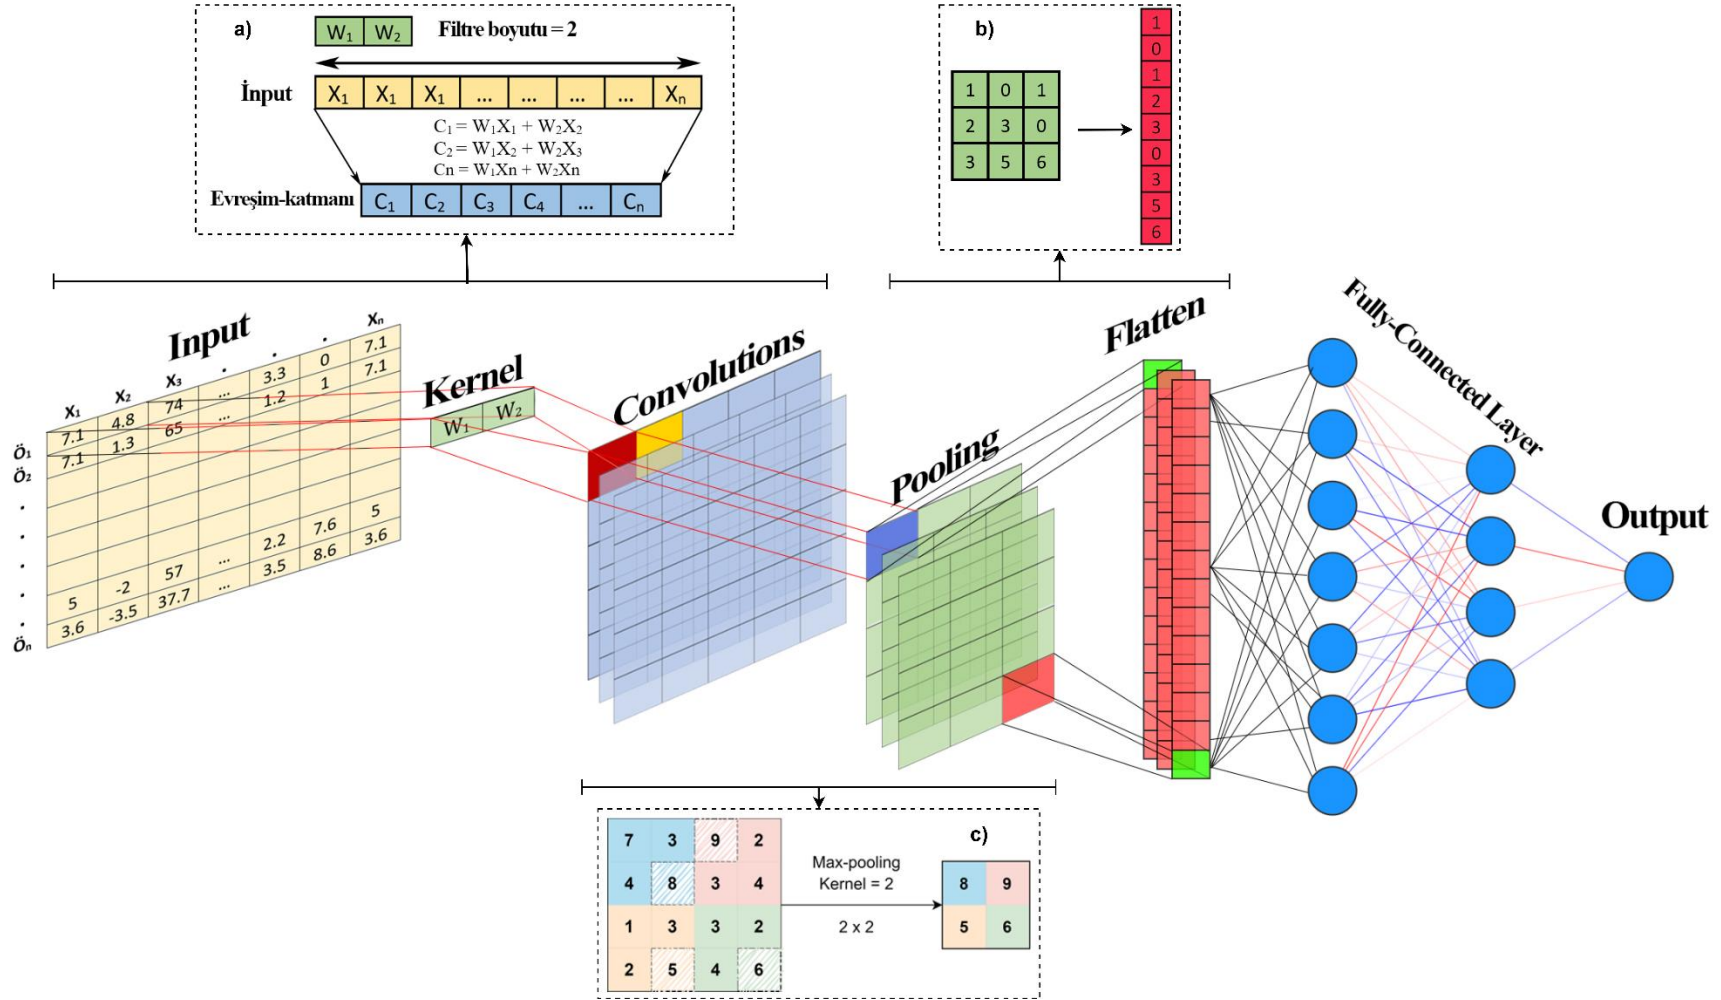 a)
W1 W2
Filtre boyutu = 2
İnput
X1 X1 X1 ... ... ... ... Xn
C1 = W1X1 + W2X2
C2 = W1X2 + W2X3
Cn = W1Xn + W2Xn
Evreşim-katmanı
C1 C2 C3 C4 ... Cn
b)
1 0 1
2 3 0
3 5 6
1
0
1
2
3
0
3
5
6
Input
X1 X2 X3 . . . Xn
Ö1 7.1 4.8 74 ... 3.3 0 7.1
Ö2 7.1 1.3 65 ... 1.2 1 7.1
.
.
.
. 5 -2 57 ... 2.2 7.6 5
Ön 3.6 -3.5 37.7 ... 3.5 8.6 3.6
Kernel
W1 W2
Convolutions
Pooling
Flatten
Fully-Connected Layer
Output
c)
7 3 9 2
4 8 3 4
1 3 3 2
2 5 4 6
Max-pooling
Kernel = 2
2 x 2
8 9
5 6